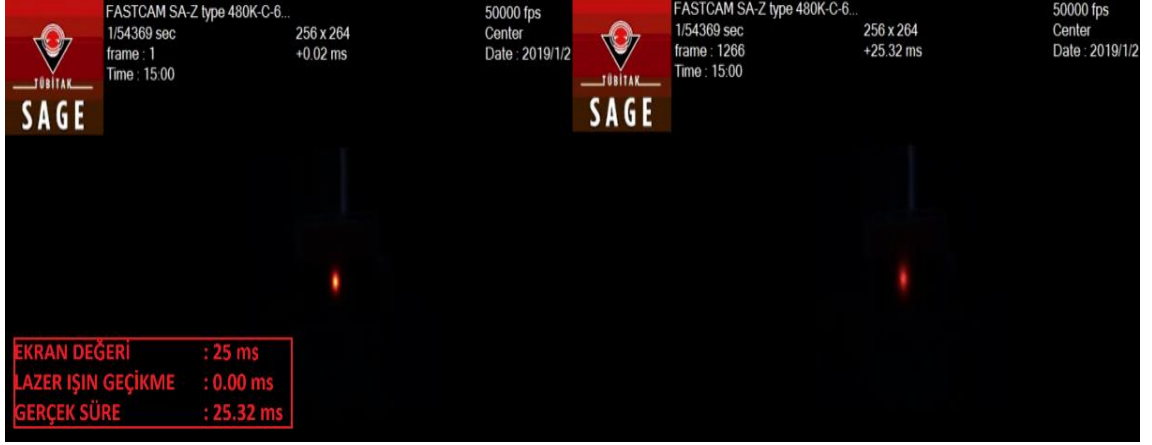 FASTCAM SA-Z type 480K-C-6...
50000 fps
1/54369 sec
256 x 264
Center
frame : 1
+0.02 ms
Date : 2019/1/2
Time : 15:00
TÜBİTAK
SAGE
FASTCAM SA-Z type 480K-C-6...
50000 fps
1/54369 sec
256 x 264
Center
frame : 1266
+25.32 ms
Date : 2019/1/2
Time : 15:00
TÜBİTAK
SAGE
EKRAN DEĞERİ : 25 ms
LAZER IŞIN GEÇİKME : 0.00 ms
GERÇEK SÜRE : 25.32 ms